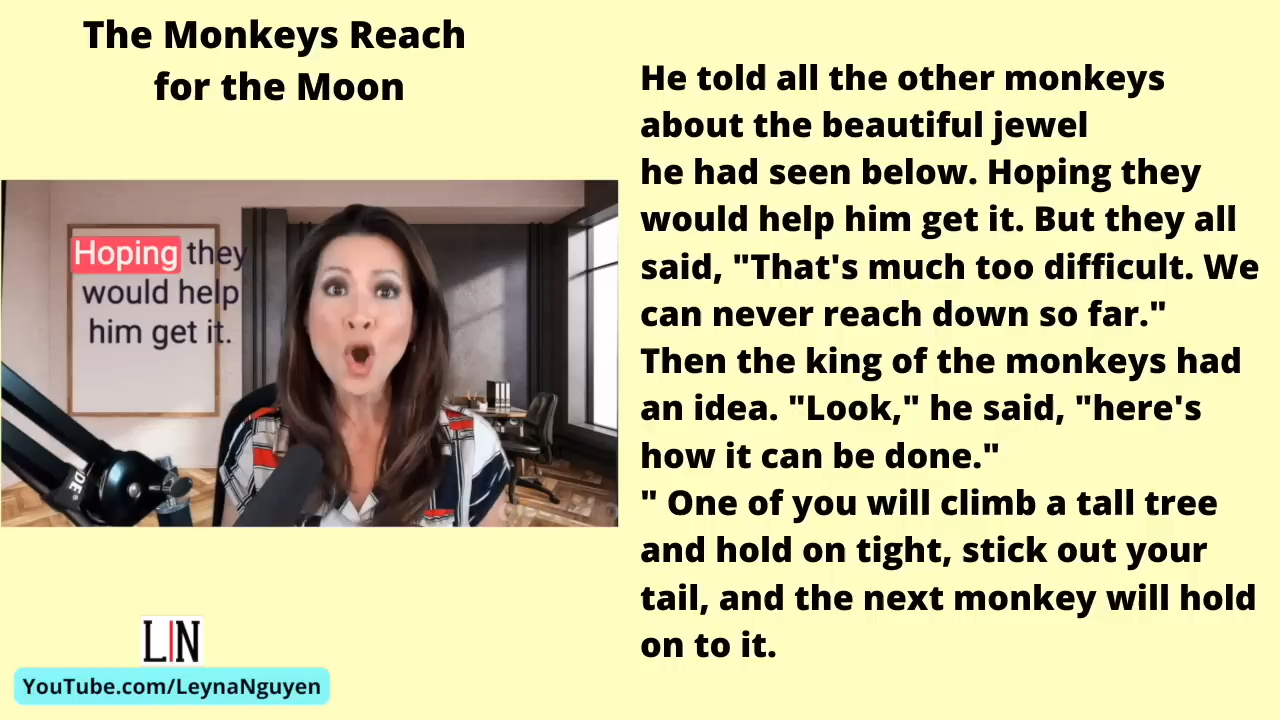 The Monkeys Reach
for the Moon
Hoping they
would help
him get it.
DE
LIN
YouTube.com/LeynaNguyen
He told all the other monkeys
about the beautiful jewel
he had seen below. Hoping they
would help him get it. But they all
said, "That's much too difficult. We
can never reach down so far."
Then the king of the monkeys had
an idea. "Look," he said, "here's
how it can be done."
" One of you will climb a tall tree
and hold on tight, stick out your
tail, and the next monkey will hold
on to it.